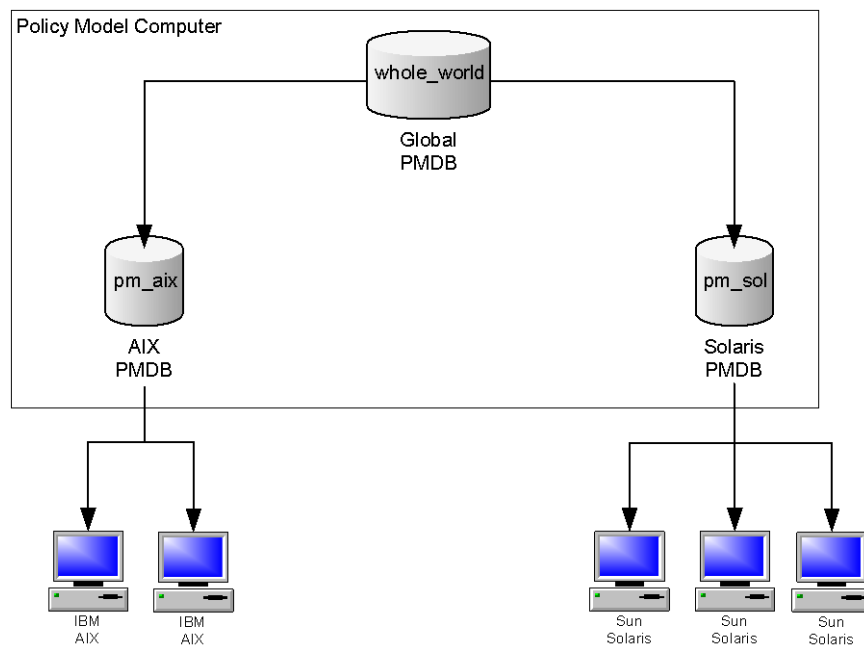 Policy Model Computer
whole_world
Global
PMDB
pm_aix
AIX
PMDB
pm_sol
Solaris
PMDB
IBM
AIX
IBM
AIX
Sun
Solaris
Sun
Solaris
Sun
Solaris